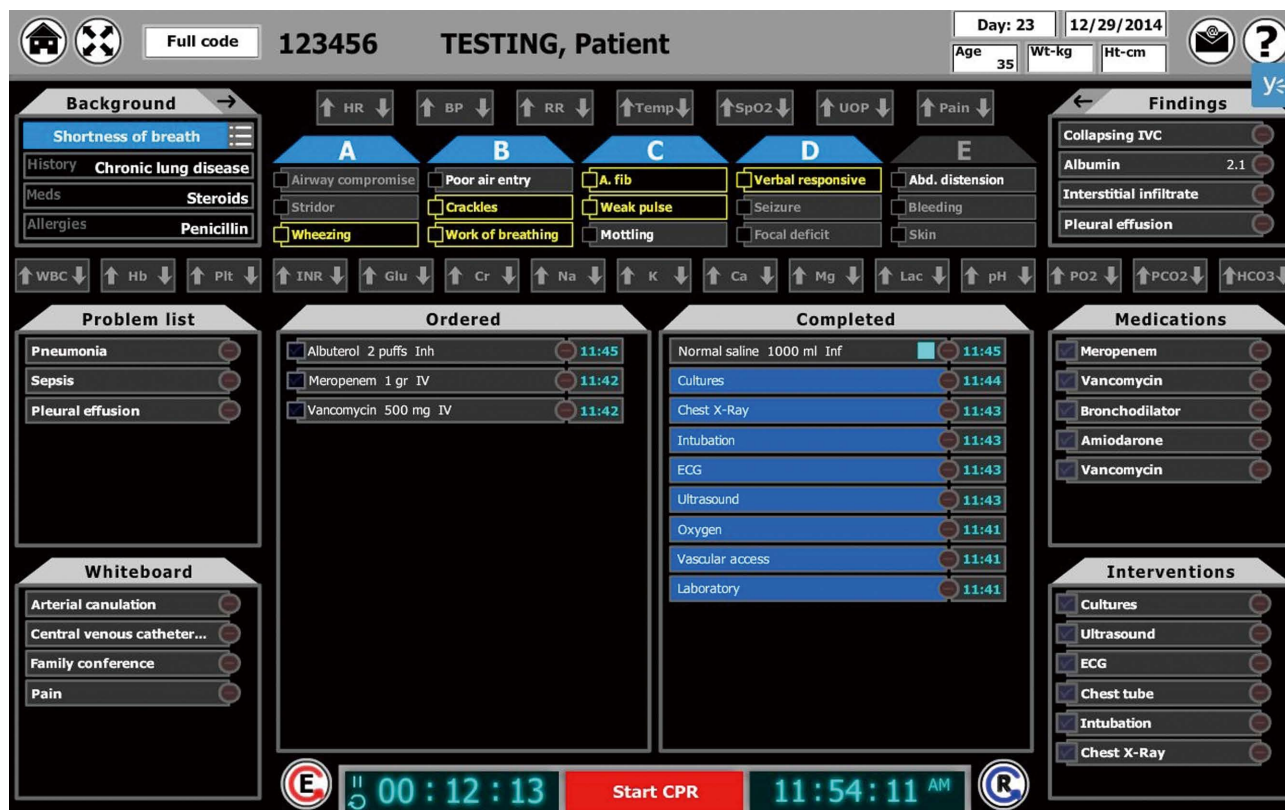 Full code
123456 TESTING, Patient
Day: 23 12/29/2014
Age 35 Wt-kg Ht-cm
@
?
Background
Shortness of breath
History Chronic lung disease
Meds Steroids
Allergies Penicillin
HR BP RR Temp SpO2 UOP Pain
A
Airway compromise
Stridor
Wheezing
B
Poor air entry
Crackles
Work of breathing
C
A. fib
Weak pulse
Mottling
D
Verbal responsive
Seizure
Focal deficit
E
Abd. distension
Bleeding
Skin
Findings
Collapsing IVC
Albumin 2.1
Interstitial infiltrate
Pleural effusion
WBC Hb Plt INR Glu Cr Na K Ca Mg Lac pH PO2 PCO2 HCO3
Problem list
Pneumonia
Sepsis
Pleural effusion
Whiteboard
Arterial canulation
Central venous catheter...
Family conference
Pain
Ordered
Albuterol 2 puffs Inh 11:45
Meropenem 1 gr IV 11:42
Vancomycin 500 mg IV 11:42
Completed
Normal saline 1000 ml Inf 11:45
Cultures 11:44
Chest X-Ray 11:43
Intubation 11:43
ECG 11:43
Ultrasound 11:43
Oxygen 11:41
Vascular access 11:41
Laboratory 11:41
Medications
Meropenem
Vancomycin
Bronchodilator
Amiodarone
Vancomycin
Interventions
Cultures
Ultrasound
ECG
Chest tube
Intubation
Chest X-Ray
E
00 : 12 : 13
Start CPR
11:54:11 AM
R